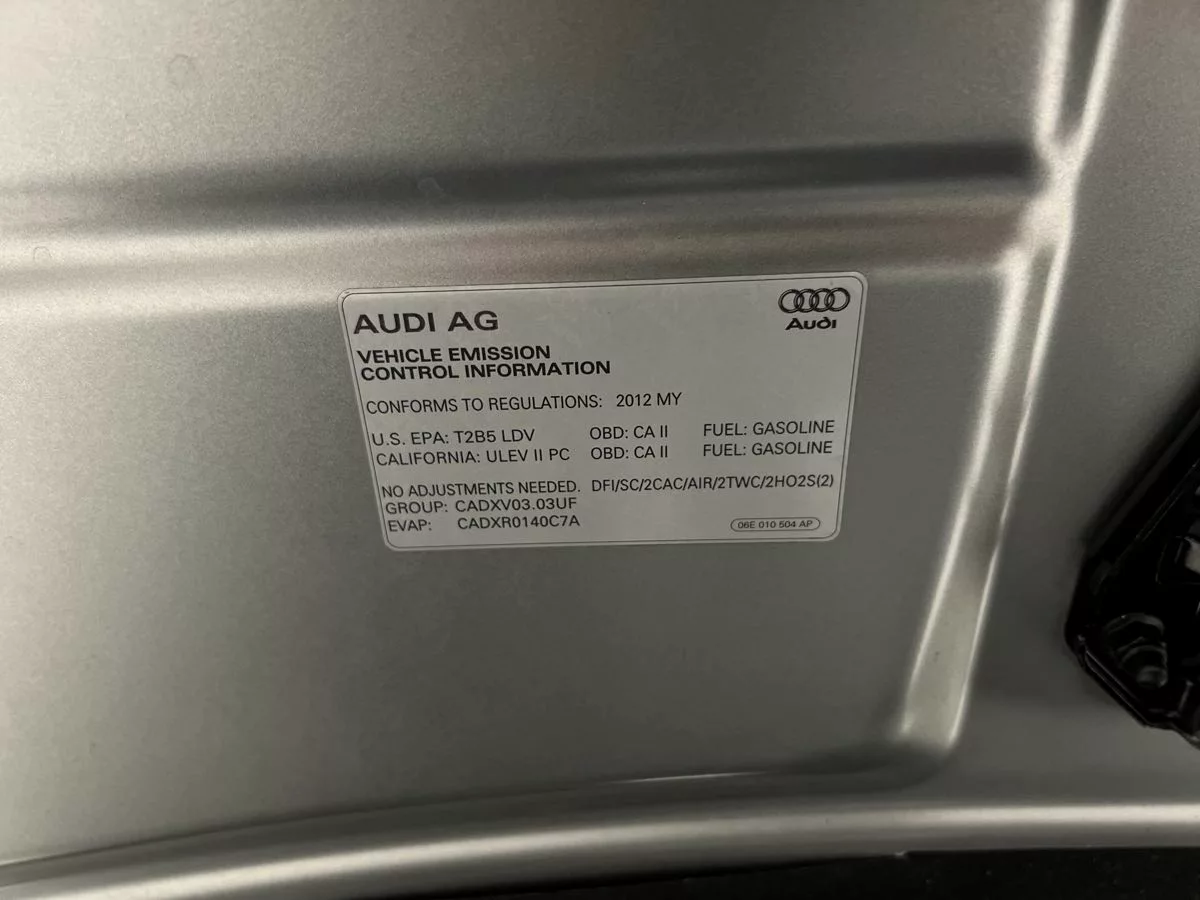 AUDI AG
Audi
VEHICLE EMISSION
CONTROL INFORMATION
CONFORMS TO REGULATIONS: 2012 MY
U.S. EPA: T2B5 LDV OBD: CA II FUEL: GASOLINE
CALIFORNIA: ULEV II PC OBD: CA II FUEL: GASOLINE
NO ADJUSTMENTS NEEDED. DFI/SC/2CAC/AIR/2TWC/2HO2S(2)
GROUP: CADXV03.03UF
EVAP: CADXR0140C7A
06E 010 504 AP